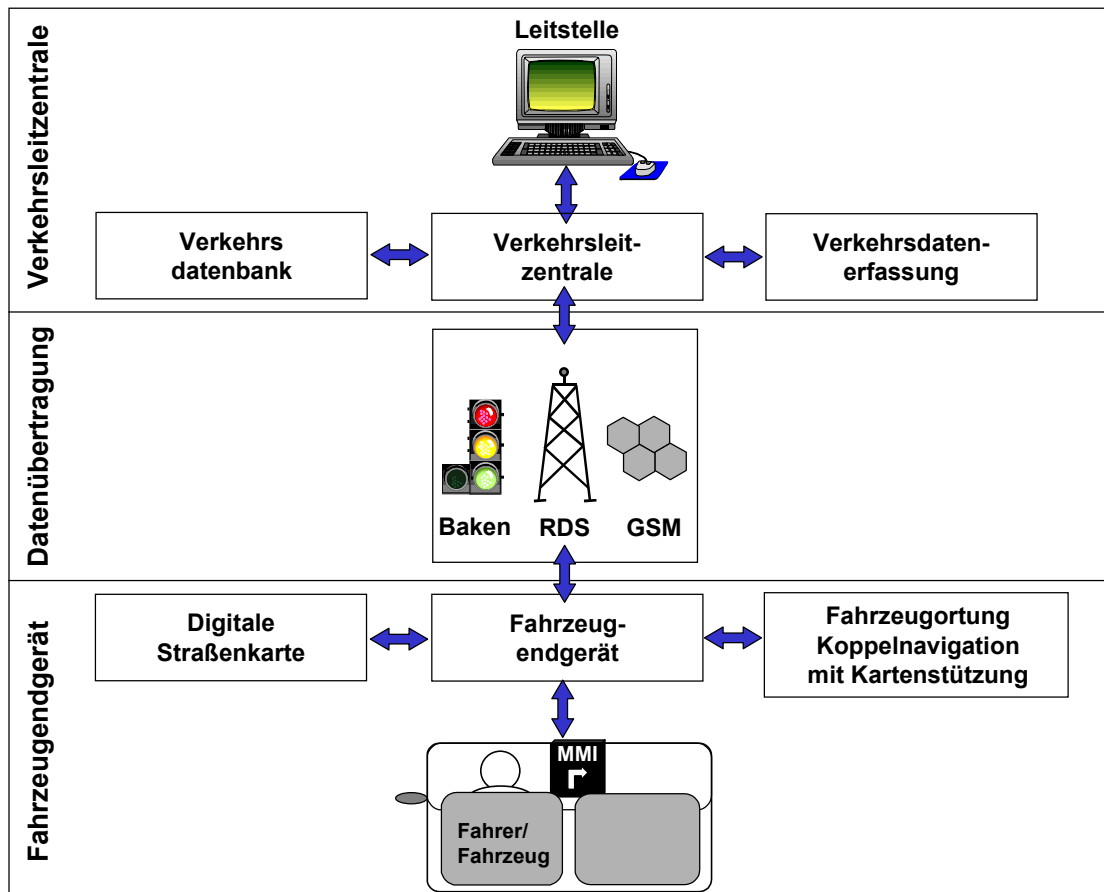 Verkehrsleitzentrale
Leitstelle
Verkehrs
datenbank
Verkehrsleit-
zentrale
Verkehrsdaten-
erfassung
Datenübertragung
Baken
RDS
GSM
Fahrzeugendgerät
Digitale
Straßenkarte
Fahrzeug-
endgerät
Fahrzeugortung
Koppelnavigation
mit Kartenstützung
MMI
Fahrer/
Fahrzeug